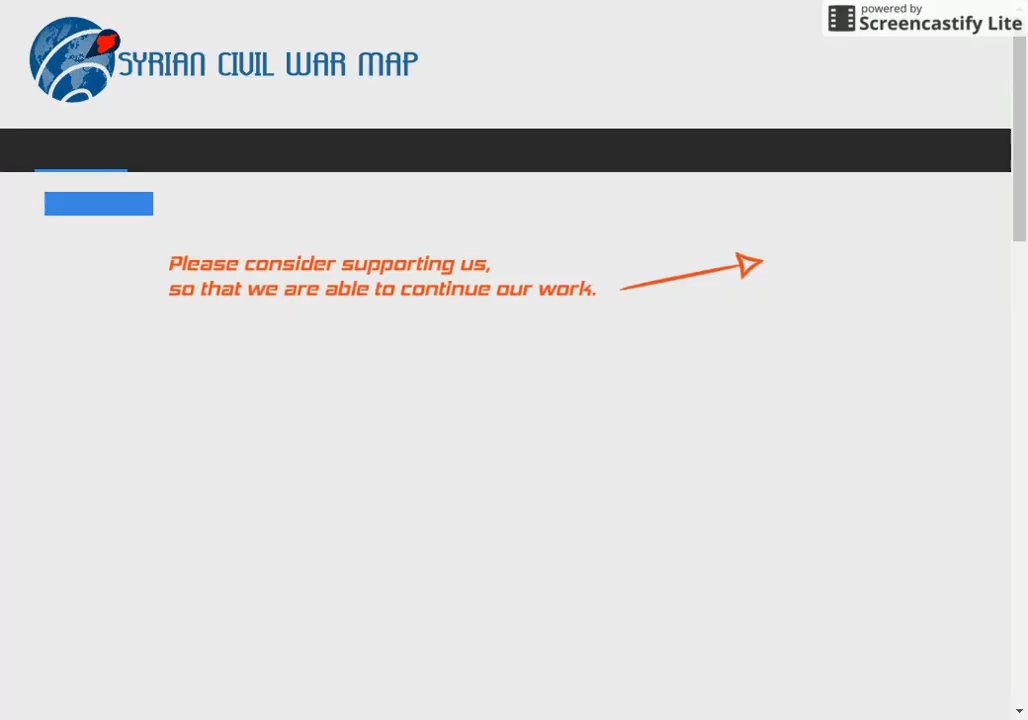 powered by
Screencastify Lite
SYRIAN CIVIL WAR MAP
Please consider supporting us,
so that we are able to continue our work.